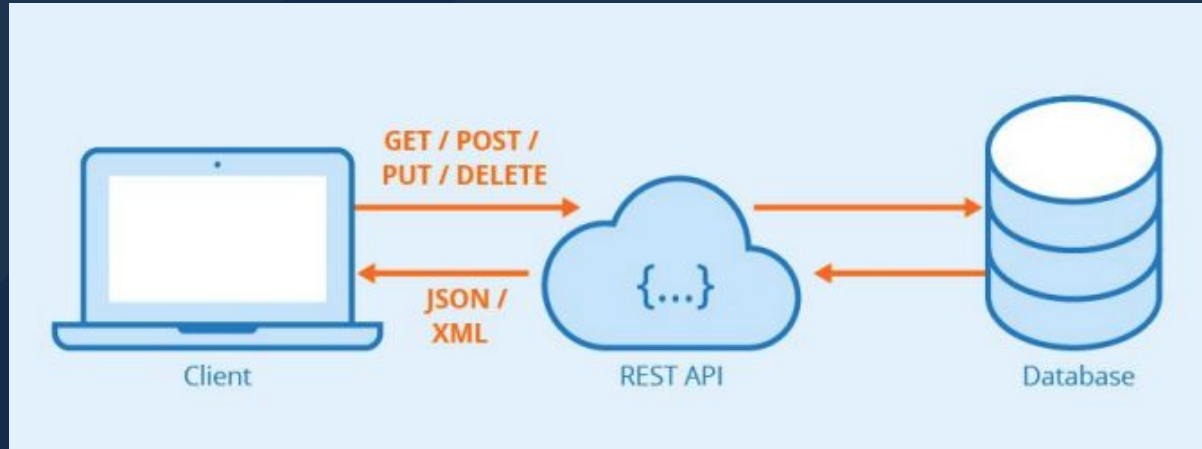 GET / POST /
PUT / DELETE
JSON /
XML
{...}
Client
REST API
Database